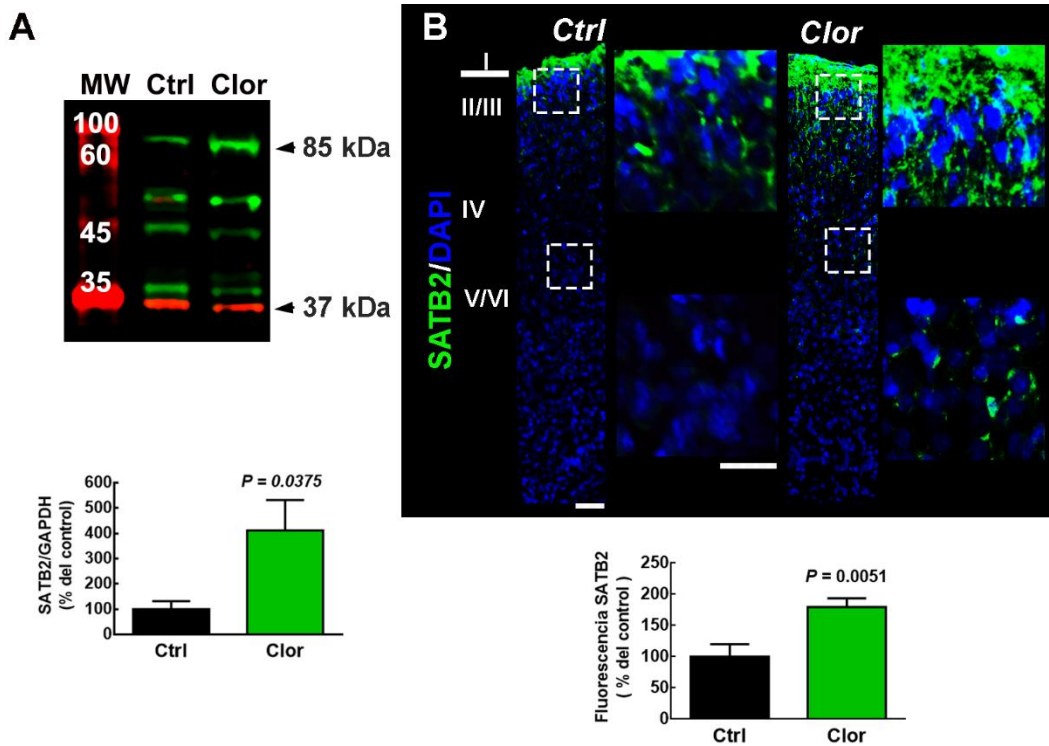 A
MW Ctrl Clor
100
60
45
35
85 kDa
37 kDa
SATB2/GAPDH
(% del control)
600
500
400
300
200
100
0
P = 0.0375
Ctrl
Clor
B
Ctrl
Clor
SATB2/DAPI
I
II/III
IV
V/VI
Fluorescencia SATB2
( % del control )
250
200
150
100
50
0
P = 0.0051
Ctrl
Clor